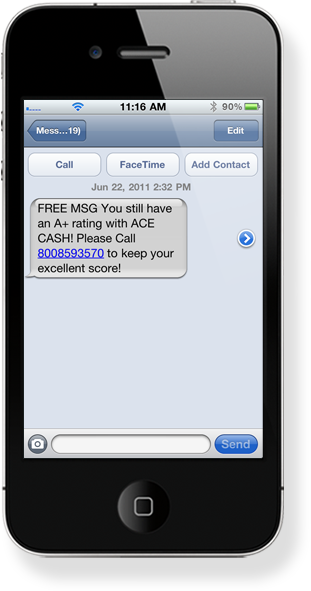 11:16 AM 90%
Mess...19) Edit
Call FaceTime Add Contact
Jun 22, 2011 2:32 PM
FREE MSG You still have
an A+ rating with ACE
CASH! Please Call
8008593570 to keep your
excellent score!
Send